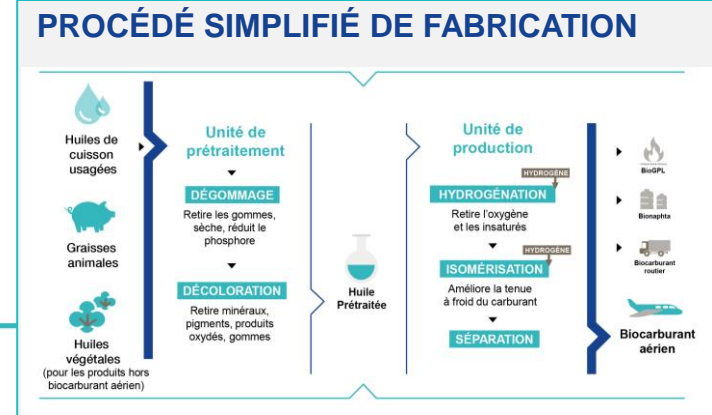 PROCÉDÉ SIMPLIFIÉ DE FABRICATION
Huiles de
cuisson
usagées
Graisses
animales
Huiles
végétales
(pour les produits hors
biocarburant aérien)
Unité de
prétraitement
DÉGOMMAGE
Retire les gommes,
sèche, réduit le
phosphore
DÉCOLORATION
Retire minéraux,
pigments, produits
oxydés, gommes
Huile
Prétraitée
Unité de
production
HYDROGÈNE
HYDROGÉNATION
Retire l'oxygène
et les insaturés
HYDROGÈNE
ISOMÉRISATION
Améliore la tenue
à froid du carburant
SÉPARATION
BioGPL
Bionaphta
Biocarburant
routier
Biocarburant
aérien